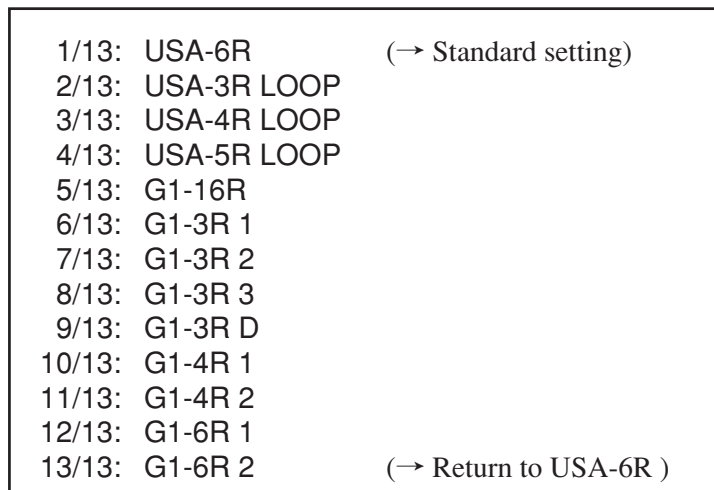 1/13: USA-6R (→ Standard setting)
2/13: USA-3R LOOP
3/13: USA-4R LOOP
4/13: USA-5R LOOP
5/13: G1-16R
6/13: G1-3R 1
7/13: G1-3R 2
8/13: G1-3R 3
9/13: G1-3R D
10/13: G1-4R 1
11/13: G1-4R 2
12/13: G1-6R 1
13/13: G1-6R 2 (→ Return to USA-6R )